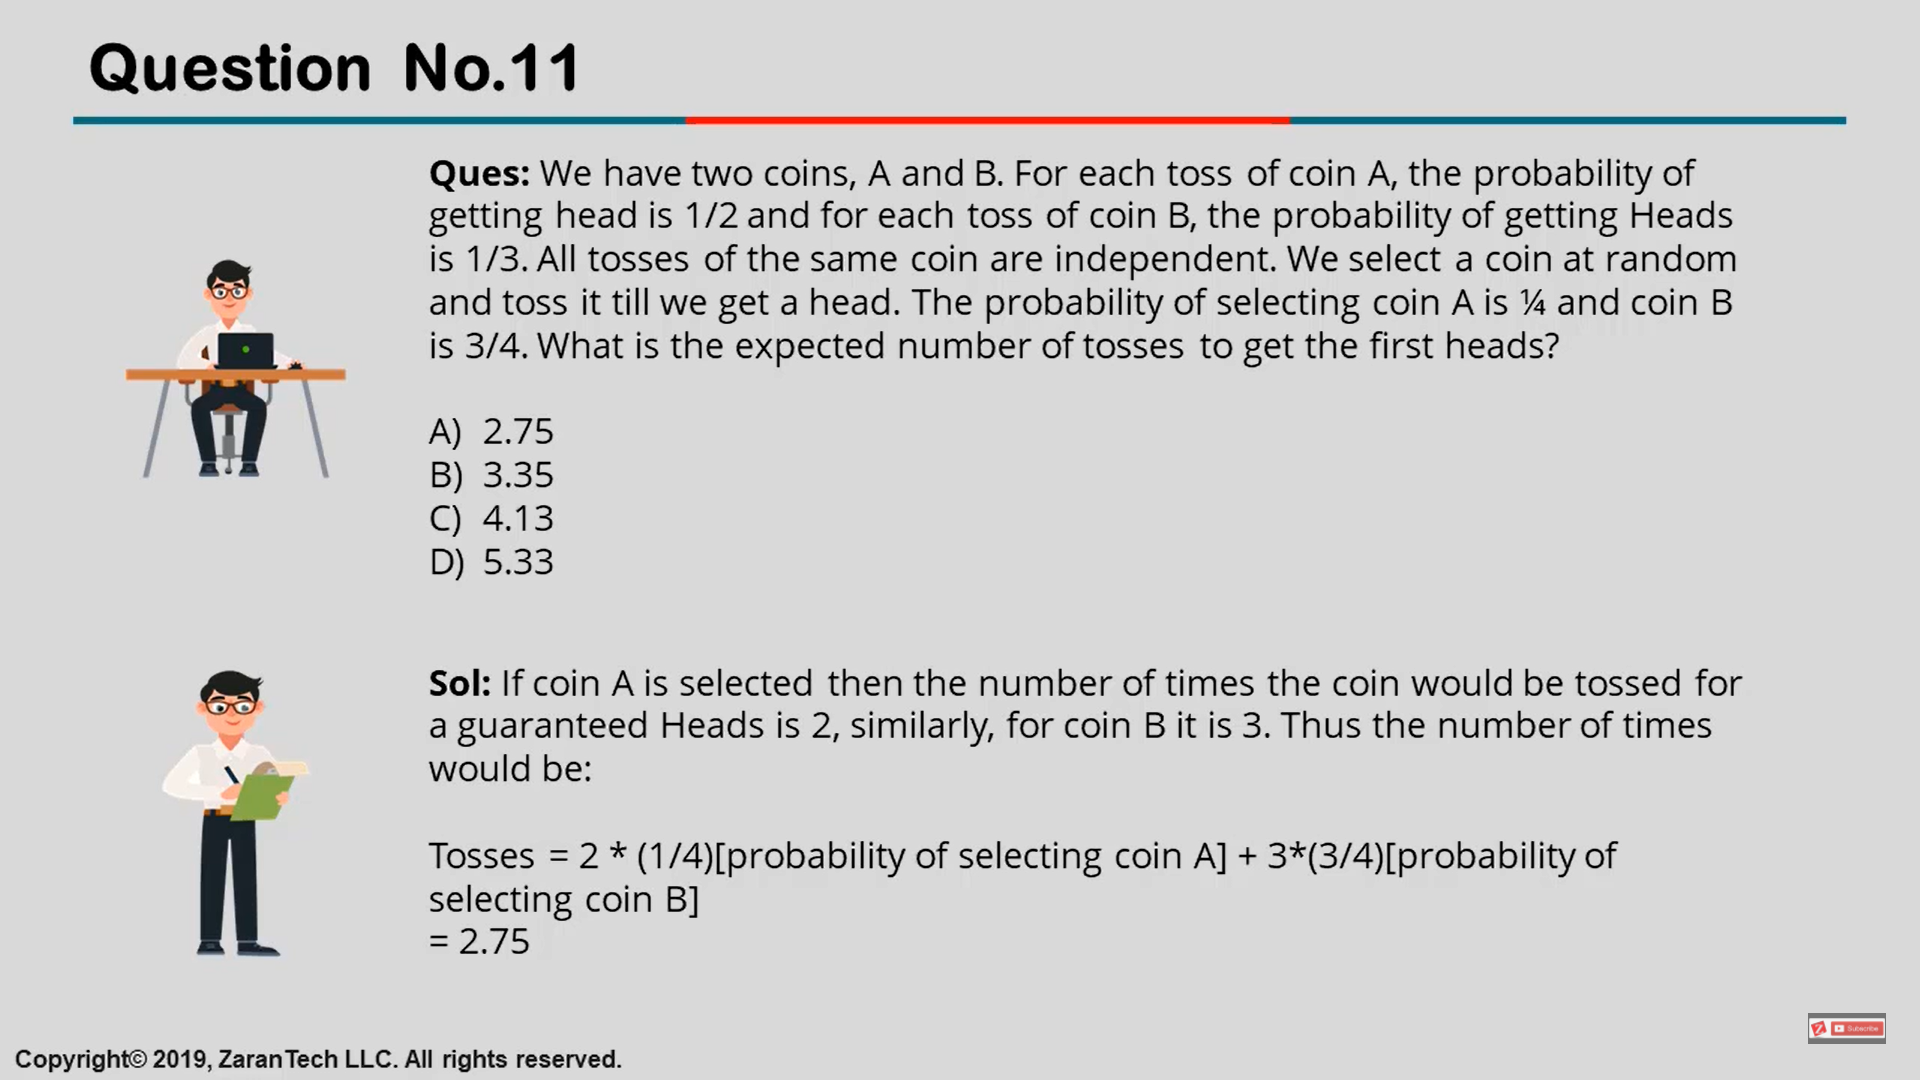 Question No.11
Ques: We have two coins, A and B. For each toss of coin A, the probability of
getting head is 1/2 and for each toss of coin B, the probability of getting Heads
is 1/3. All tosses of the same coin are independent. We select a coin at random
and toss it till we get a head. The probability of selecting coin A is ¼ and coin B
is 3/4. What is the expected number of tosses to get the first heads?
A) 2.75
B) 3.35
C) 4.13
D) 5.33
Sol: If coin A is selected then the number of times the coin would be tossed for
a guaranteed Heads is 2, similarly, for coin B it is 3. Thus the number of times
would be:
Tosses = 2 * (1/4)[probability of selecting coin A] + 3*(3/4)[probability of
selecting coin B]
= 2.75
Subscribe
Copyright© 2019, ZaranTech LLC. All rights reserved.